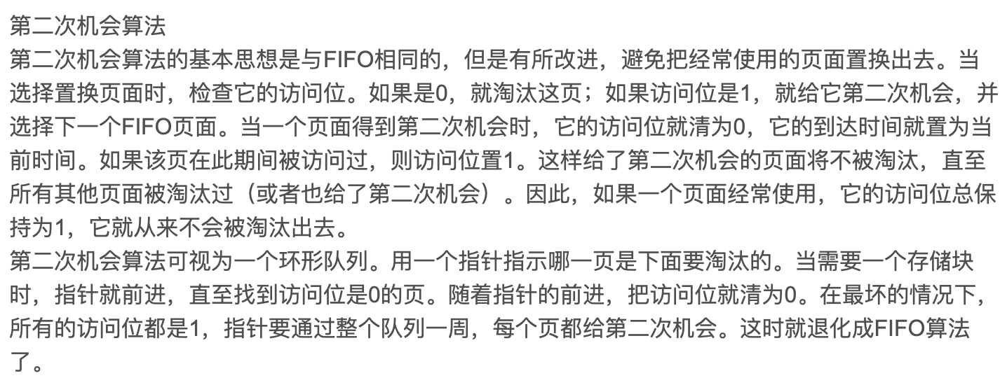 第二次机会算法
第二次机会算法的基本思想是与FIFO相同的，但是有所改进，避免把经常使用的页面置换出去。当
选择置换页面时，检查它的访问位。如果是0，就淘汰这页；如果访问位是1，就给它第二次机会，并
选择下一个FIFO页面。当一个页面得到第二次机会时，它的访问位就清为0，它的到达时间就置为当
前时间。如果该页在此期间被访问过，则访问位置1。这样给了第二次机会的页面将不被淘汰，直至
所有其他页面被淘汰过（或者也给了第二次机会）。因此，如果一个页面经常使用，它的访问位总保
持为1，它就从来不会被淘汰出去。
第二次机会算法可视为一个环形队列。用一个指针指示哪一页是下面要淘汰的。当需要一个存储块
时，指针就前进，直至找到访问位是0的页。随着指针的前进，把访问位就清为0。在最坏的情况下，
所有的访问位都是1，指针要通过整个队列一周，每个页都给第二次机会。这时就退化成FIFO算法
了。